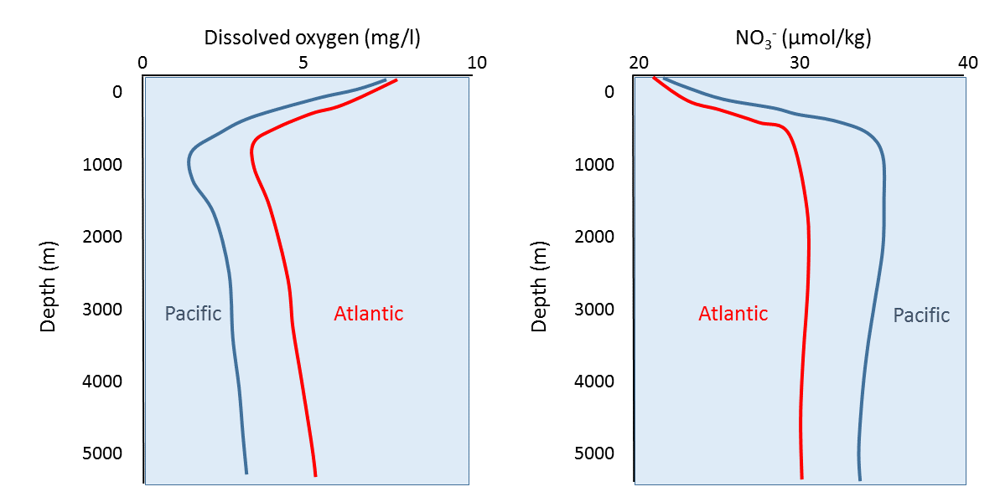 Dissolved oxygen (mg/l)
0 5 10
0
1000
2000
3000
4000
5000
Depth (m)
Pacific
Atlantic
NO₃⁻ (µmol/kg)
20 30 40
0
1000
2000
3000
4000
5000
Depth (m)
Atlantic
Pacific